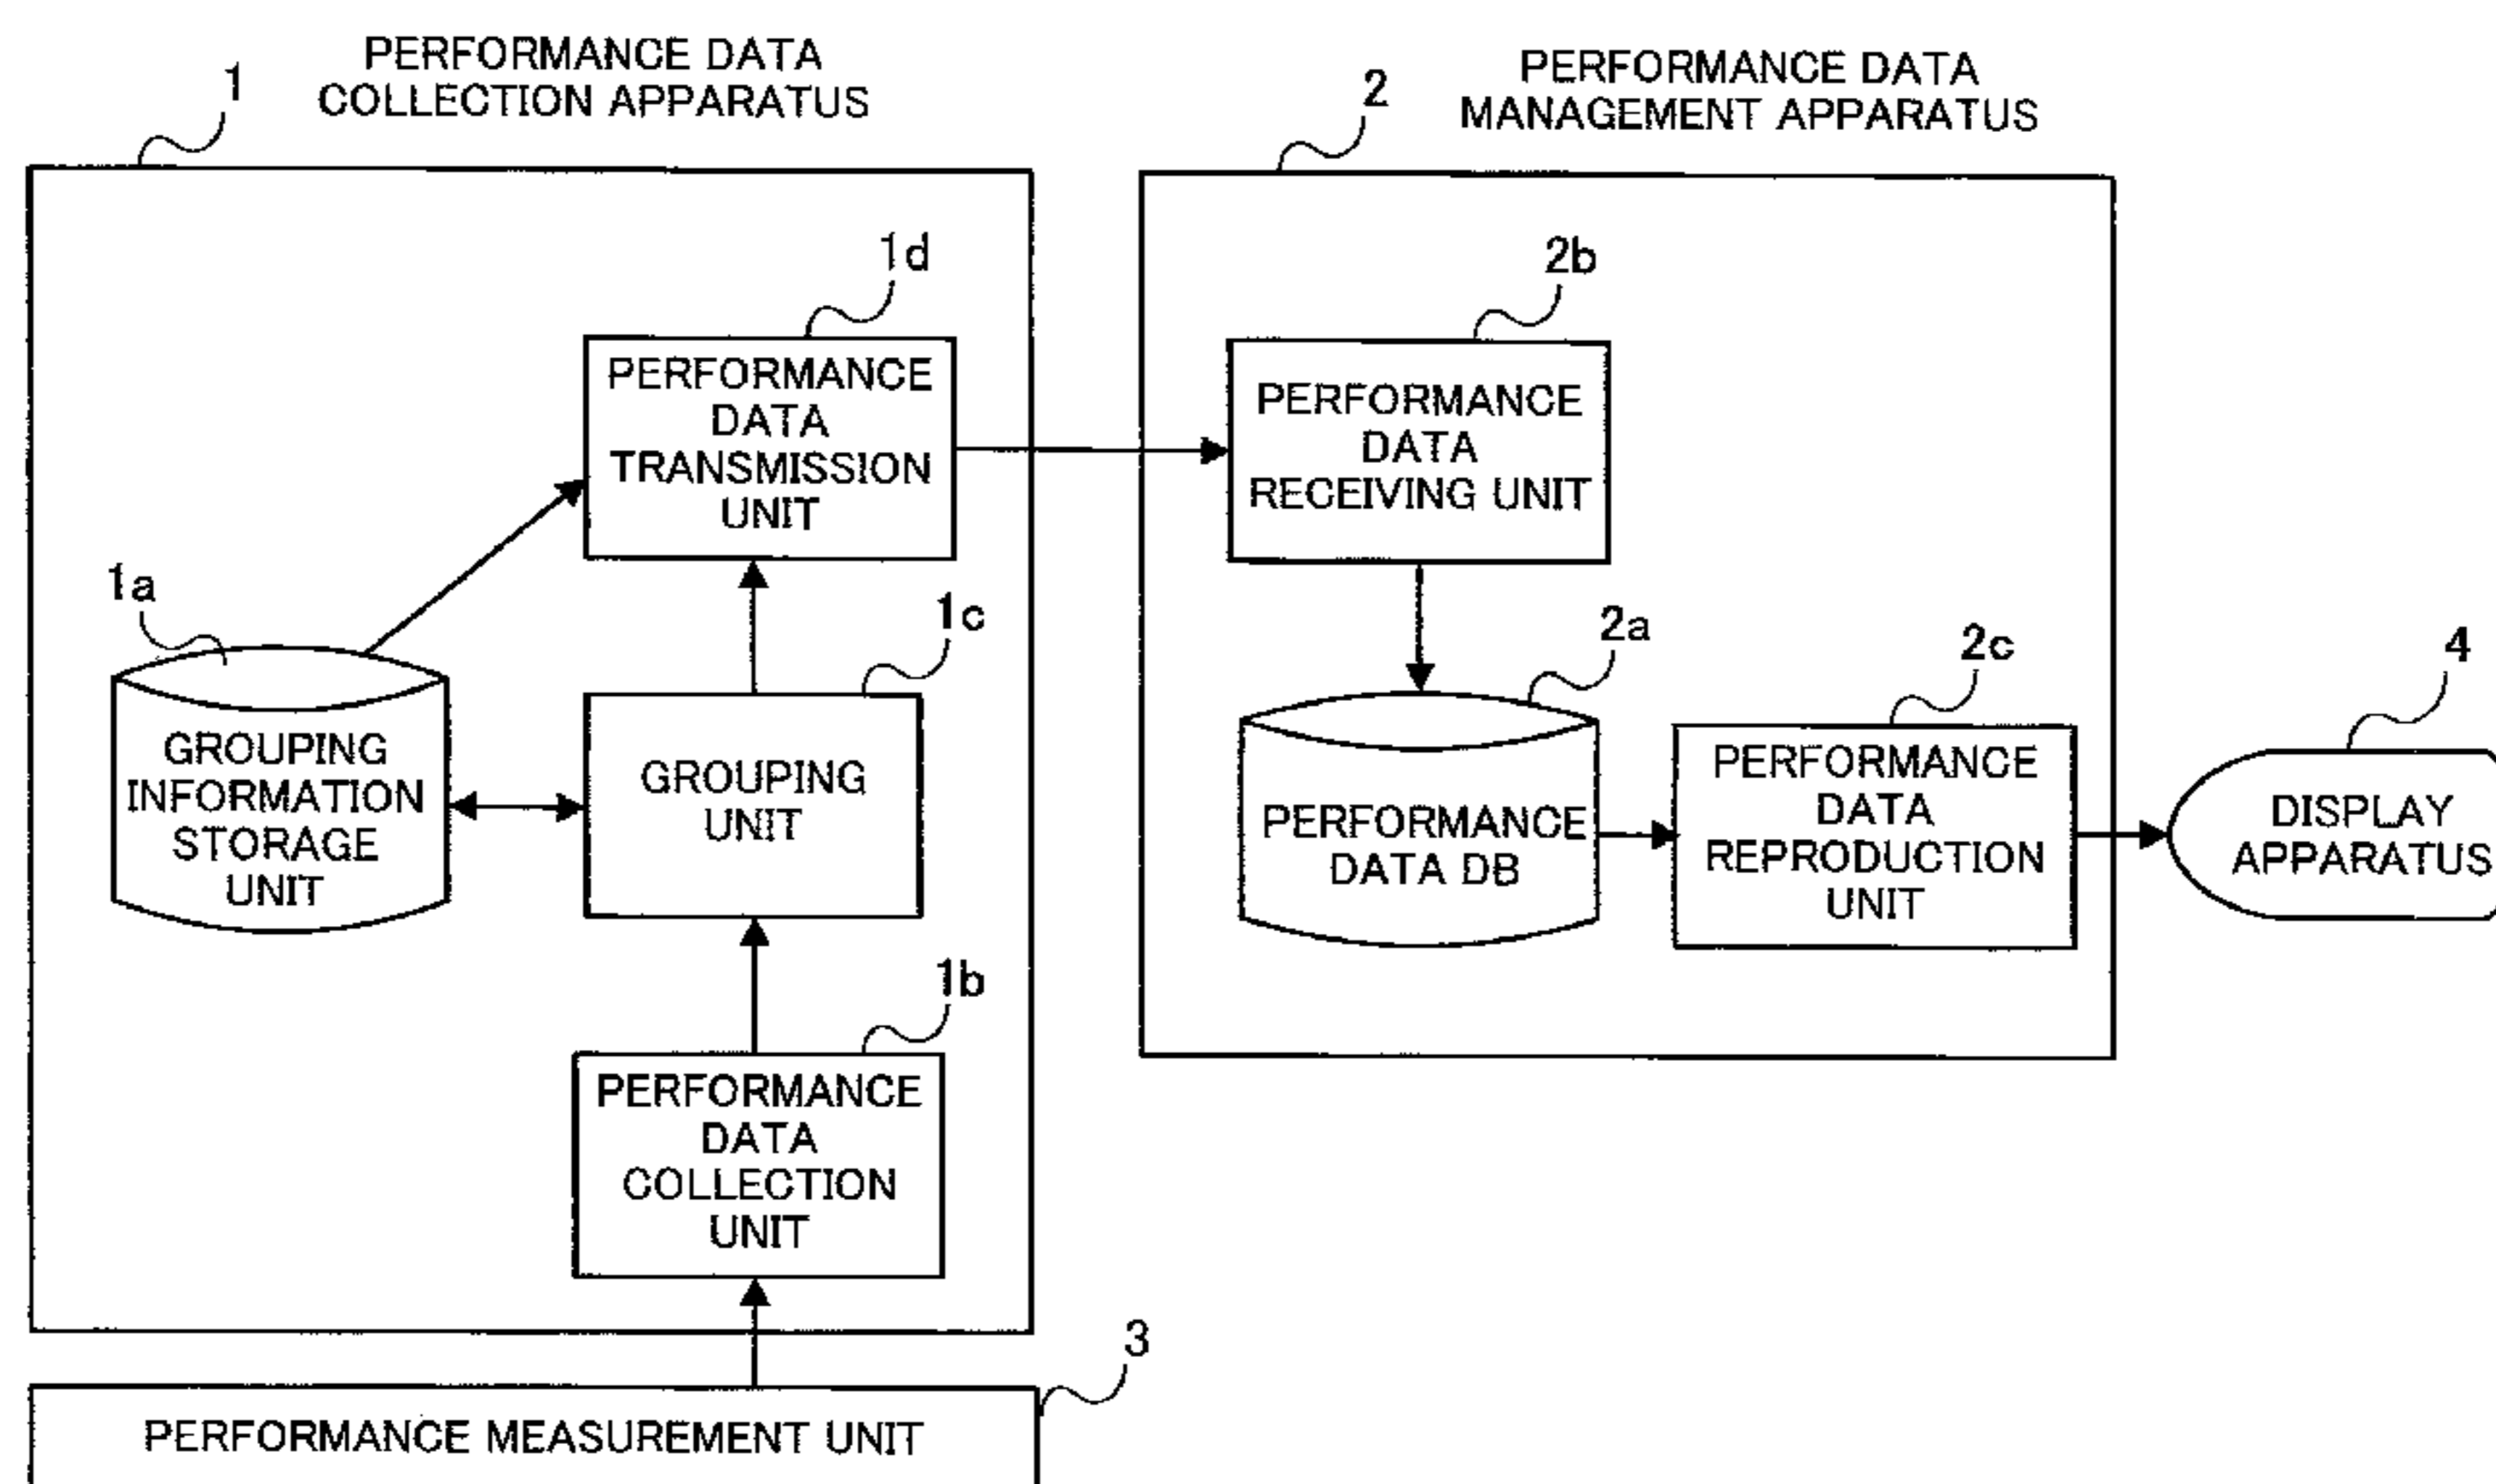 1
PERFORMANCE DATA
COLLECTION APPARATUS
2
PERFORMANCE DATA
MANAGEMENT APPARATUS
1d
PERFORMANCE
DATA
TRANSMISSION
UNIT
2b
PERFORMANCE
DATA
RECEIVING UNIT
1a
GROUPING
INFORMATION
STORAGE
UNIT
1c
GROUPING
UNIT
2a
PERFORMANCE
DATA DB
2c
PERFORMANCE
DATA
REPRODUCTION
UNIT
4
DISPLAY
APPARATUS
1b
PERFORMANCE
DATA
COLLECTION
UNIT
3
PERFORMANCE MEASUREMENT UNIT